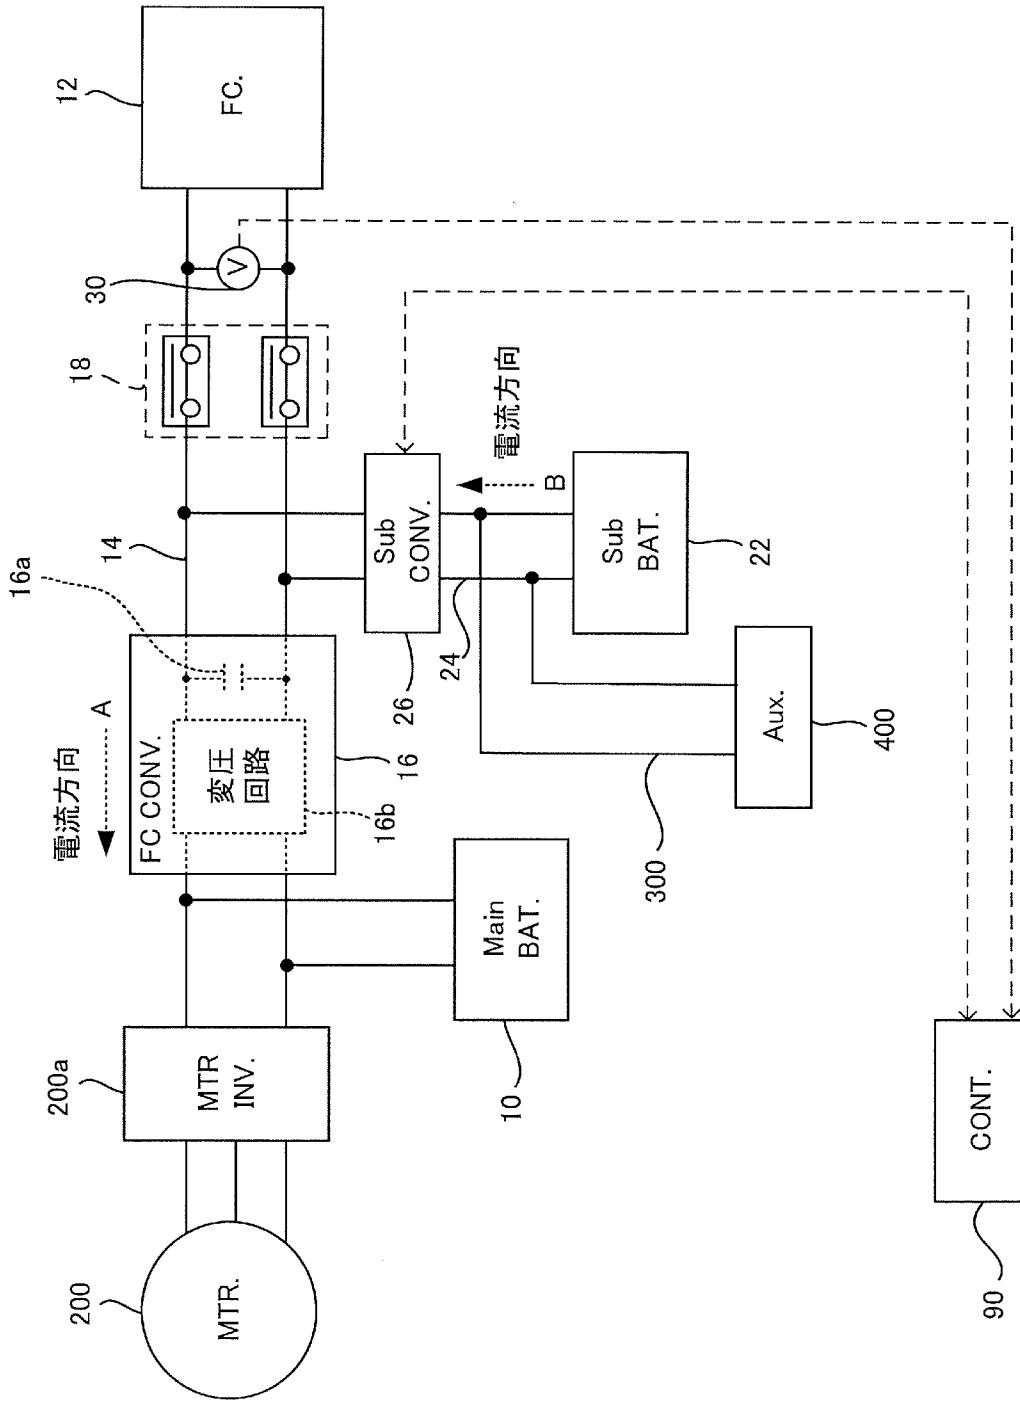 12
FC.
30
V
18
電流方向
B
14
16a
Sub
CONV.
26
24
Sub
BAT.
22
電流方向
A
FC CONV.
変圧
回路
16
16b
Aux.
400
300
Main
BAT.
10
200a
MTR
INV.
200
MTR.
CONT.
90